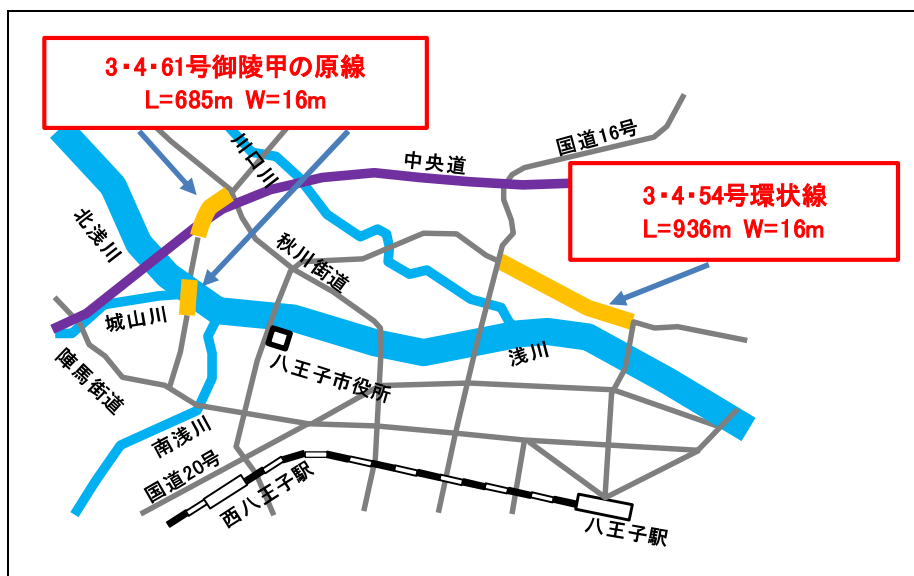 3・4・61号御陵甲の原線
L=685m W=16m
国道16号
川口川
中央道
3・4・54号環状線
L=936m W=16m
北浅川
秋川街道
城山川
浅川
陣馬街道
八王子市役所
南浅川
国道20号
西八王子駅
八王子駅